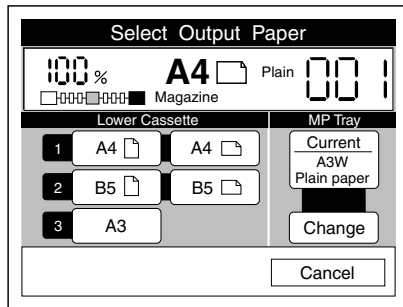 Select Output Paper
100 % A4 Plain 001
Magazine
Lower Cassette MP Tray
1 A4 A4 Current
A3W
2 B5 B5 Plain paper
3 A3 Change
Cancel